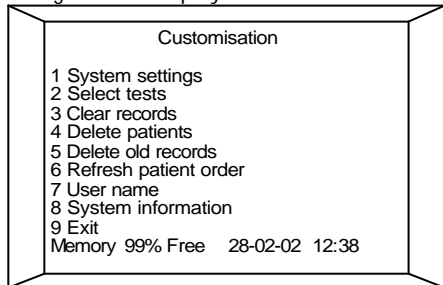 Customisation
1 System settings
2 Select tests
3 Clear records
4 Delete patients
5 Delete old records
6 Refresh patient order
7 User name
8 System information
9 Exit
Memory 99% Free 28-02-02 12:38